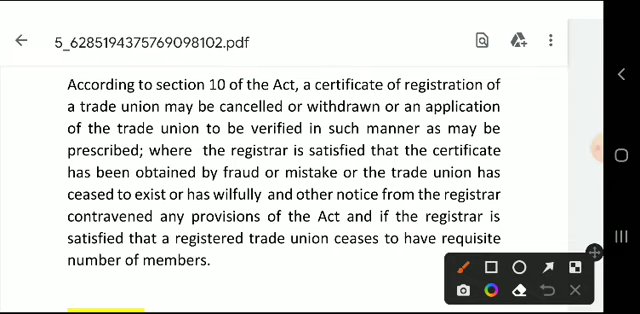 5_6285194375769098102.pdf
According to section 10 of the Act, a certificate of registration of
a trade union may be cancelled or withdrawn or an application
of the trade union to be verified in such manner as may be
prescribed; where the registrar is satisfied that the certificate
has been obtained by fraud or mistake or the trade union has
ceased to exist or has wilfully and other notice from the registrar
contravened any provisions of the Act and if the registrar is
satisfied that a registered trade union ceases to have requisite
number of members.